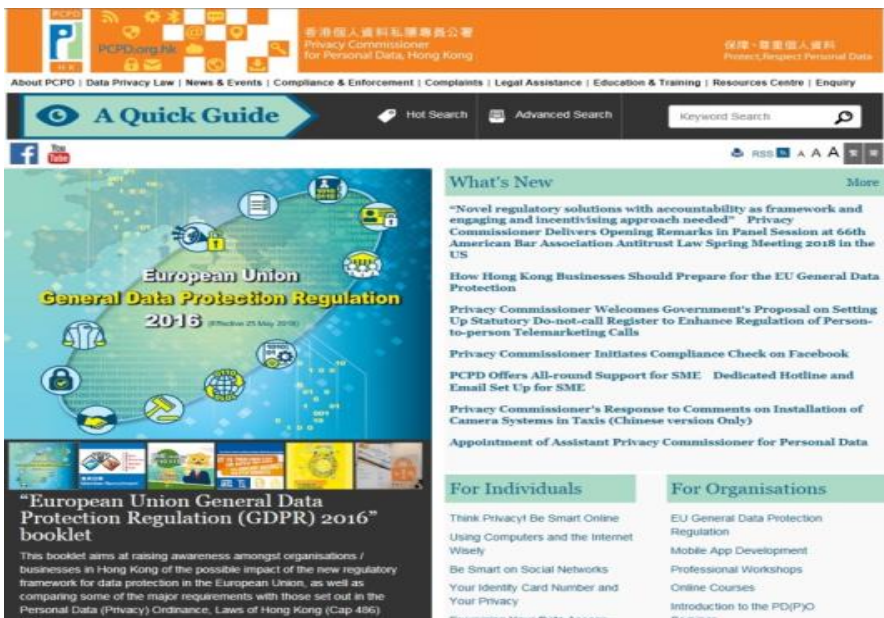 PCPD
PCPD.org.hk
H K
香港個人資料私隱專員公署
Privacy Commissioner
for Personal Data, Hong Kong
保障、尊重個人資料
Protect, Respect Personal Data
About PCPD | Data Privacy Law | News & Events | Compliance & Enforcement | Complaints | Legal Assistance | Education & Training | Resources Centre | Enquiry
A Quick Guide
Hot Search
Advanced Search
Keyword Search
f
You
Tube
RSS
A A A
繁 簡
European Union
General Data Protection Regulation
2016 (Effective 25 May 2018)
What's New
More
“Novel regulatory solutions with accountability as framework and
engaging and incentivising approach needed” Privacy
Commissioner Delivers Opening Remarks in Panel Session at 66th
American Bar Association Antitrust Law Spring Meeting 2018 in the
US
How Hong Kong Businesses Should Prepare for the EU General Data
Protection
Privacy Commissioner Welcomes Government's Proposal on Setting
Up Statutory Do-not-call Register to Enhance Regulation of Person-
to-person Telemarketing Calls
Privacy Commissioner Initiates Compliance Check on Facebook
PCPD Offers All-round Support for SME Dedicated Hotline and
Email Set Up for SME
Privacy Commissioner's Response to Comments on Installation of
Camera Systems in Taxis (Chinese version Only)
Appointment of Assistant Privacy Commissioner for Personal Data
“European Union General Data
Protection Regulation (GDPR) 2016”
booklet
This booklet aims at raising awareness amongst organisations /
businesses in Hong Kong of the possible impact of the new regulatory
framework for data protection in the European Union, as well as
comparing some of the major requirements with those set out in the
Personal Data (Privacy) Ordinance, Laws of Hong Kong (Cap 486)
For Individuals
Think Privacy! Be Smart Online
Using Computers and the Internet
Wisely
Be Smart on Social Networks
Your Identity Card Number and
Your Privacy
For Organisations
EU General Data Protection
Regulation
Mobile App Development
Professional Workshops
Online Courses
Introduction to the PD(P)O